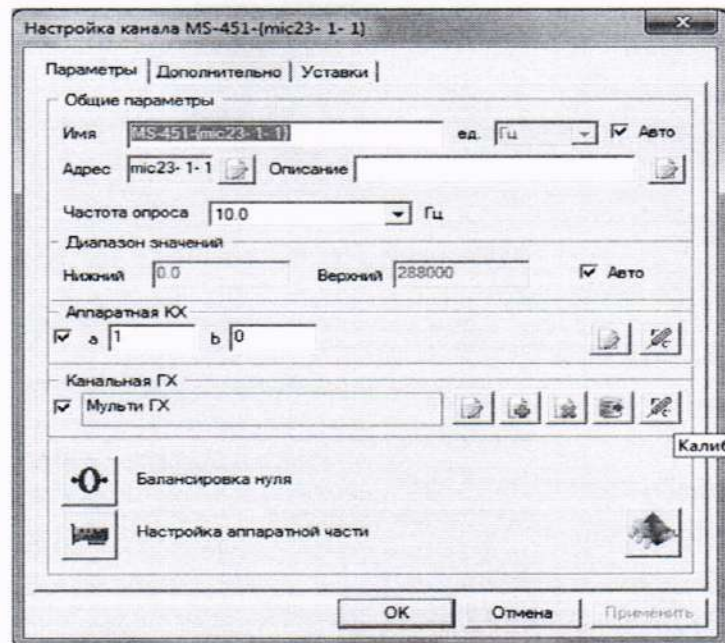 Настройка канала MS-451-{mic23- 1- 1}
Параметры Дополнительно Уставки
Общие параметры
Имя MS-451-{mic23- 1- 1} ед. Гц Авто
Адрес mic23- 1- 1 Описание
Частота опроса 10.0 Гц
Диапазон значений
Нижний 0.0 Верхний 288000 Авто
Аппаратная КХ
a 1 b 0
Канальная ГХ
Мульти ГХ
Калиб
Балансировка нуля
Настройка аппаратной части
OK Отмена Применить